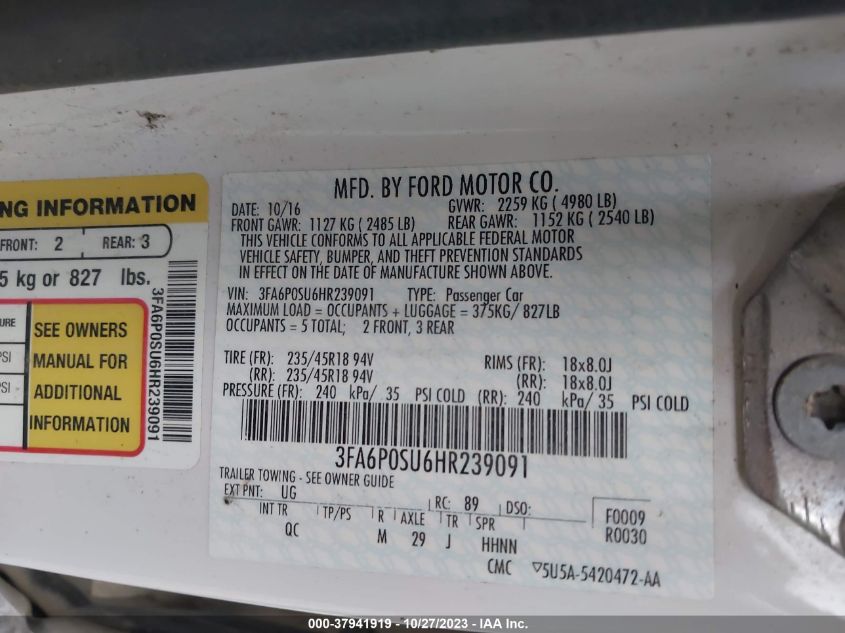 NG INFORMATION
FRONT: 2 REAR: 3
5 kg or 827 lbs.
URE
PSI
PSI
SEE OWNERS
MANUAL FOR
ADDITIONAL
INFORMATION
3FA6P0SU6HR239091
MFD. BY FORD MOTOR CO.
DATE: 10/16 GVWR: 2259 KG ( 4980 LB)
FRONT GAWR: 1127 KG ( 2485 LB) REAR GAWR: 1152 KG ( 2540 LB)
THIS VEHICLE CONFORMS TO ALL APPLICABLE FEDERAL MOTOR
VEHICLE SAFETY, BUMPER, AND THEFT PREVENTION STANDARDS
IN EFFECT ON THE DATE OF MANUFACTURE SHOWN ABOVE.
VIN: 3FA6P0SU6HR239091 TYPE: Passenger Car
MAXIMUM LOAD = OCCUPANTS + LUGGAGE = 375KG/ 827LB
OCCUPANTS = 5 TOTAL; 2 FRONT, 3 REAR
TIRE (FR): 235/45R18 94V RIMS (FR): 18x8.0J
(RR): 235/45R18 94V (RR): 18x8.0J
PRESSURE (FR): 240 kPa/ 35 PSI COLD (RR): 240 kPa/ 35 PSI COLD
3FA6P0SU6HR239091
TRAILER TOWING - SEE OWNER GUIDE
EXT PNT: UG RC: 89 DSO: F0009
INT TR TP/PS R AXLE TR SPR R0030
QC M 29 J HHNN
CMC ▽5U5A-5420472-AA
000-37941919 - 10/27/2023 - IAA Inc.